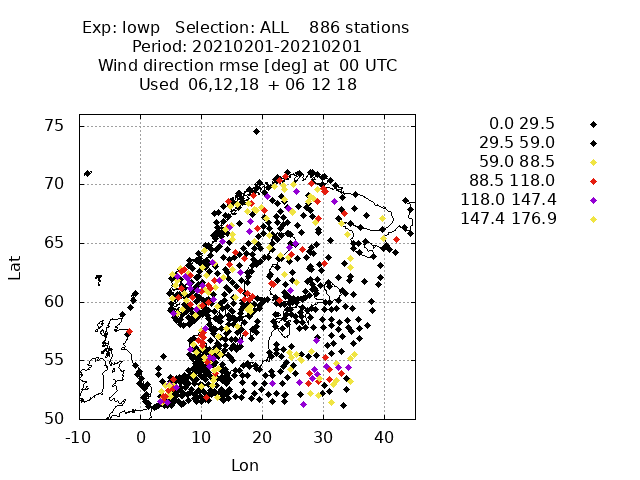 Exp: lowp   Selection: ALL    886 stations
Period: 20210201-20210201
Wind direction rmse [deg] at  00 UTC
Used  06,12,18  + 06 12 18
0.0 29.5
29.5 59.0
59.0 88.5
88.5 118.0
118.0 147.4
147.4 176.9
75
70
65
60
55
50
Lat
-10 0 10 20 30 40
Lon